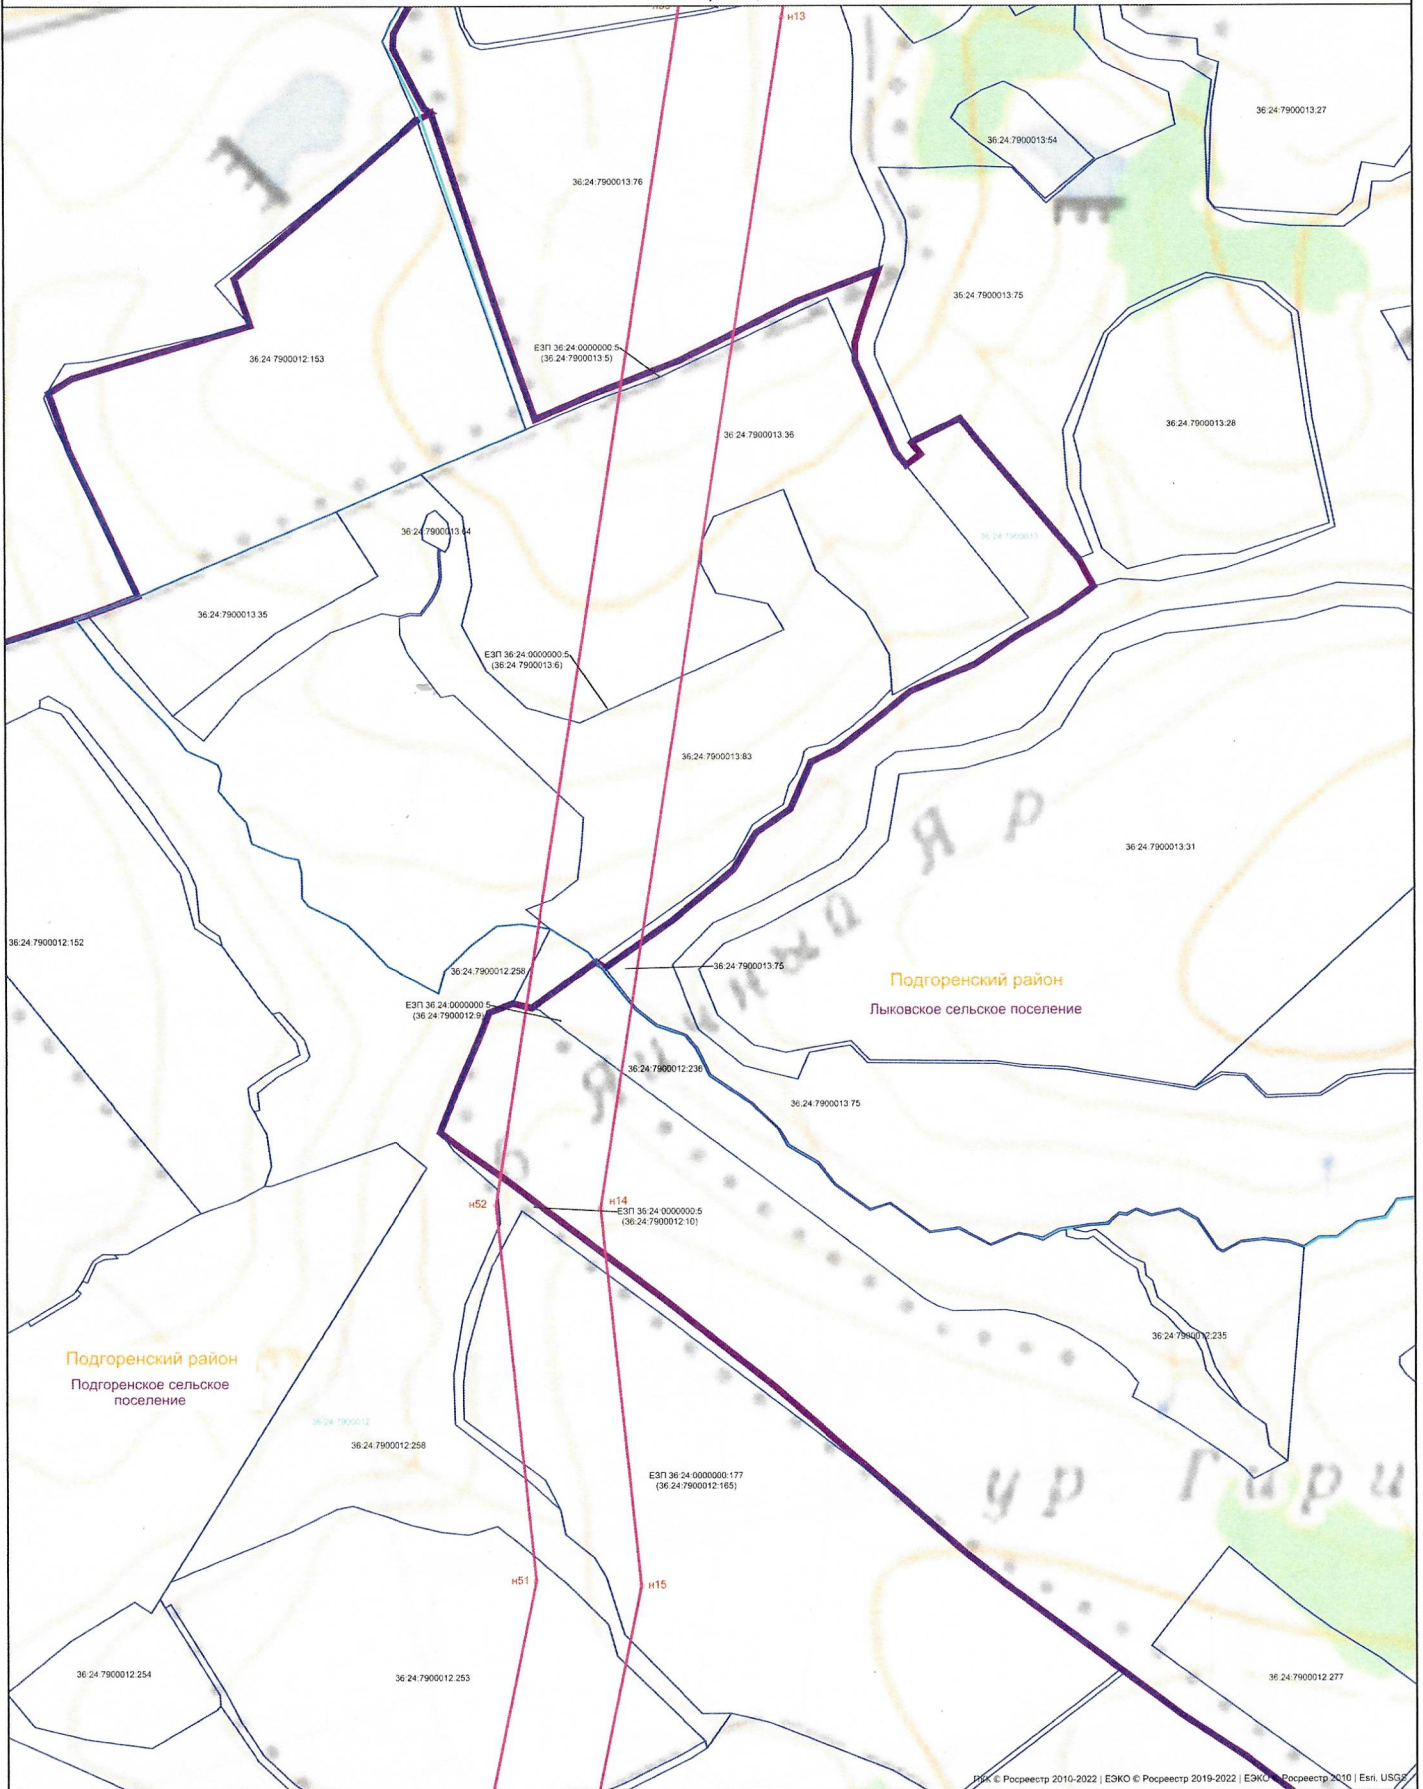 н13
36:24:7900013:27
36:24:7900013:54
36:24:7900013:76
36:24:7900013:75
36:24:7900012:153
ЕЗП 36:24:0000000:5
(36:24:7900013:5)
36:24:7900013:28
36:24:7900013:36
36:24:7900013:64
36:24:7900013
36:24:7900013:35
ЕЗП 36:24:0000000:5
(36:24:7900013:6)
36:24:7900013:83
Яр
36:24:7900013:31
36:24:7900012:152
36:24:7900012:258
36:24:7900013:75
Подгоренский район
Лыковское сельское поселение
ЕЗП 36:24:0000000:5
(36:24:7900012:9)
36:24:7900012:236
36:24:7900013:75
б
н52
н14
ЕЗП 36:24:0000000:5
(36:24:7900012:10)
36:24:7900012:235
Подгоренский район
Подгоренское сельское
поселение
36:24:7900012
36:24:7900012:258
ЕЗП 36:24:0000000:177
(36:24:7900012:165)
ур
н51
н15
36:24:7900012:254
36:24:7900012:253
36:24:7900012:277
ПКК © Росреестр 2010-2022 | ЕЭКО © Росреестр 2019-2022 | ЕЭКО © Росреестр 2010 | Esri, USGS